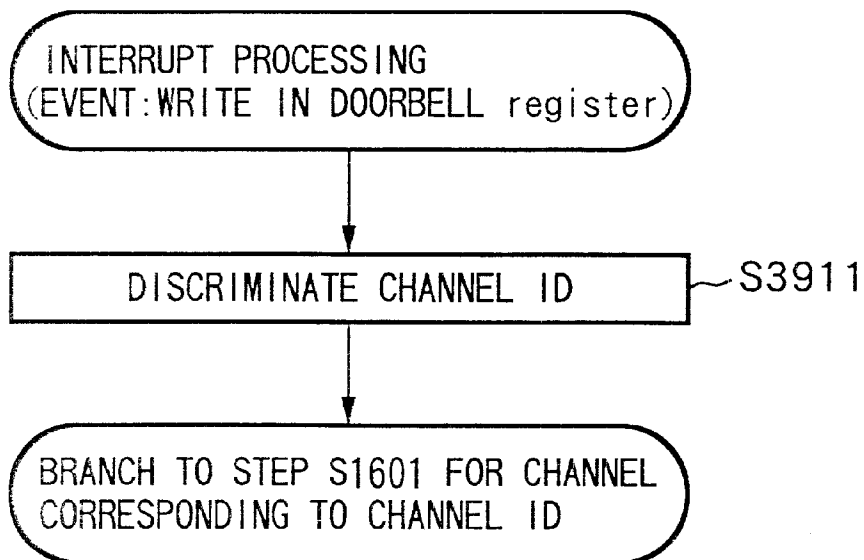 INTERRUPT PROCESSING
(EVENT:WRITE IN DOORBELL register)
DISCRIMINATE CHANNEL ID
S3911
BRANCH TO STEP S1601 FOR CHANNEL
CORRESPONDING TO CHANNEL ID